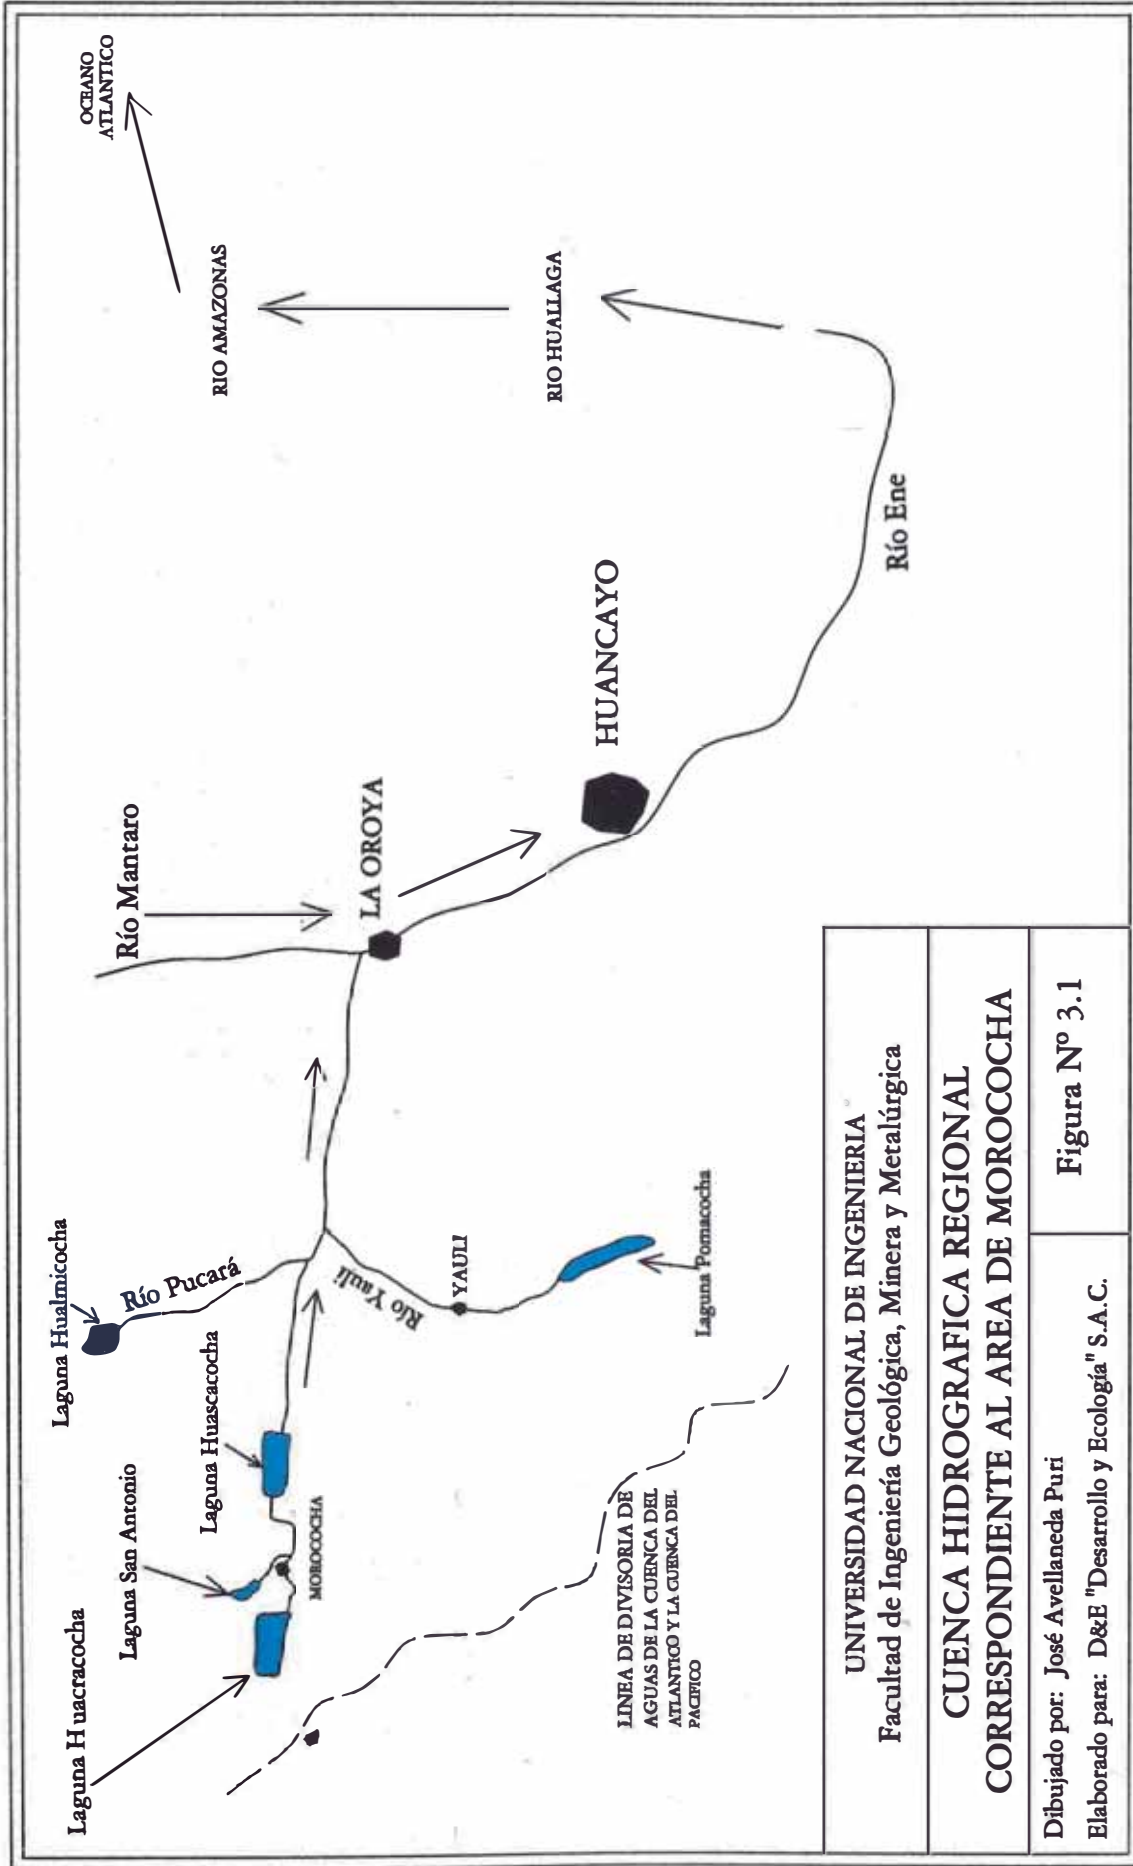 Laguna Huacracocha
Laguna San Antonio
Laguna Huascacocha
Laguna Hualmicocha
Río Pucará
MOROCOCHA
Río Yauli
YAULI
Laguna Pomacocha
Río Mantaro
LA OROYA
HUANCAYO
Río Ene
RIO HUALLAGA
RIO AMAZONAS
OCEANO
ATLANTICO
LINEA DE DIVISORIA DE
AGUAS DE LA CUENCA DEL
ATLANTICO Y LA CUENCA DEL
PACIFICO
UNIVERSIDAD NACIONAL DE INGENIERIA
Facultad de Ingeniería Geológica, Minera y Metalúrgica
CUENCA HIDROGRAFICA REGIONAL
CORRESPONDIENTE AL AREA DE MOROCOCHA
Dibujado por: José Avellaneda Puri
Elaborado para: D&E "Desarrollo y Ecología" S.A.C.
Figura Nº 3.1